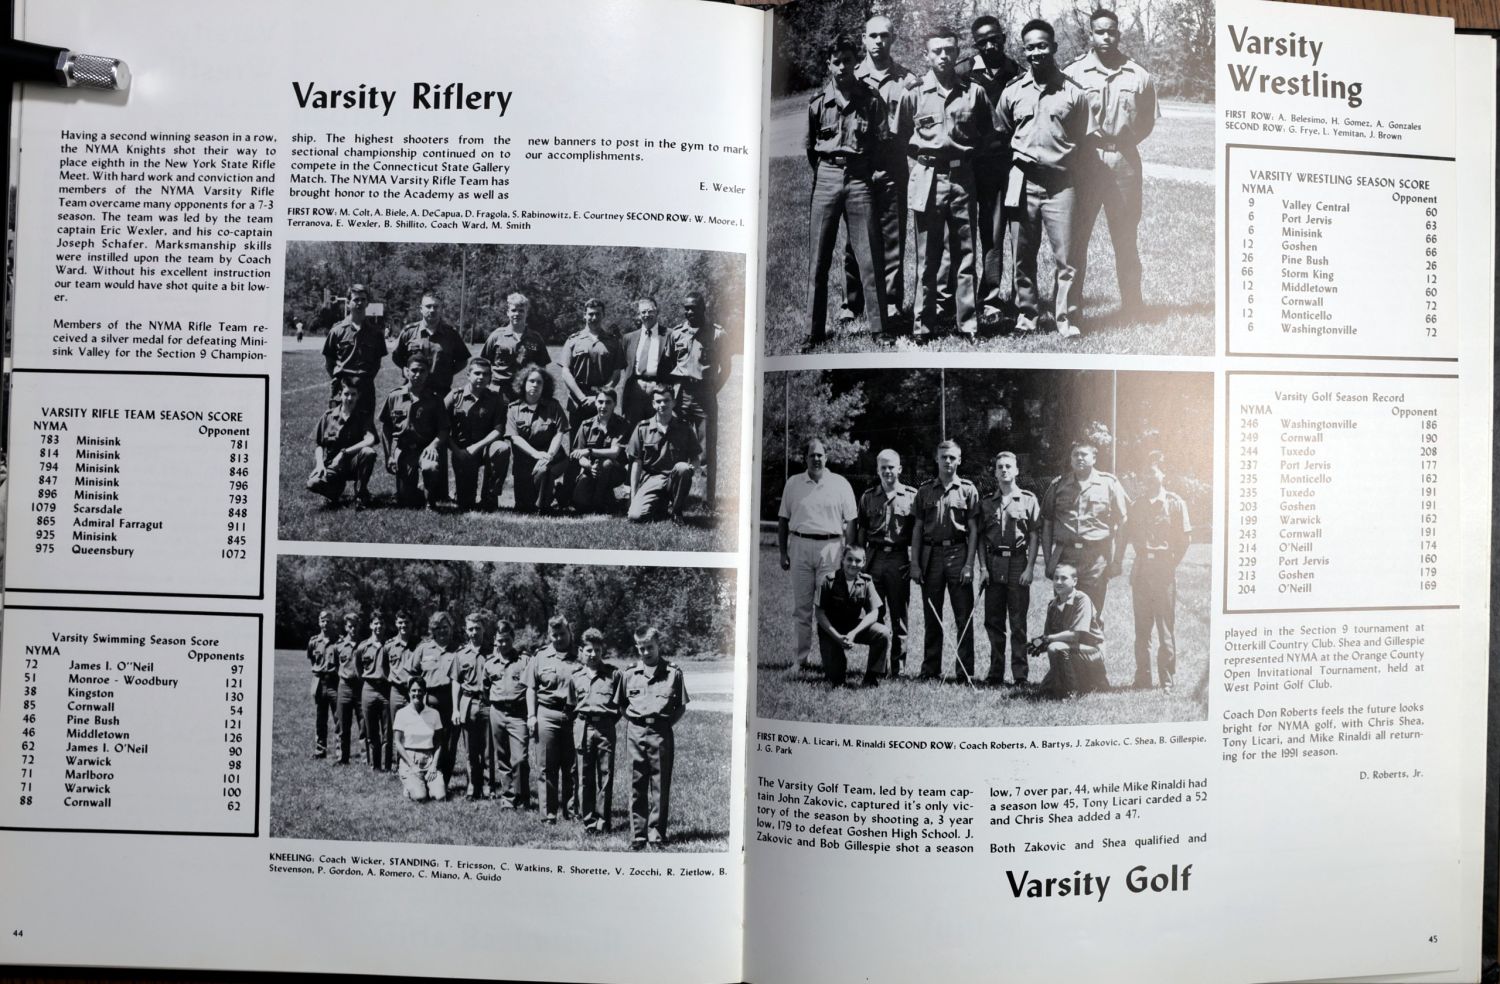 Varsity Riflery
Having a second winning season in a row,
the NYMA Knights shot their way to
place eighth in the New York State Rifle
Meet. With hard work and conviction and
members of the NYMA Varsity Rifle
Team overcame many opponents for a 7-3
season. The team was led by the team
captain Eric Wexler, and his co-captain
Joseph Schafer. Marksmanship skills
were instilled upon the team by Coach
Ward. Without his excellent instruction
our team would have shot quite a bit low-
er.
Members of the NYMA Rifle Team re-
ceived a silver medal for defeating Mini-
sink Valley for the Section 9 Champion-
ship. The highest shooters from the
sectional championship continued on to
compete in the Connecticut State Gallery
Match. The NYMA Varsity Rifle Team has
brought honor to the Academy as well as
new banners to post in the gym to mark
our accomplishments.
E. Wexler
FIRST ROW: M. Colt, A. Biele, A. DeCapua, D. Fragola, S. Rabinowitz, E. Courtney SECOND ROW: W. Moore, I.
Terranova, E. Wexler, B. Shillito, Coach Ward, M. Smith
VARSITY RIFLE TEAM SEASON SCORE
NYMA Opponent
783 Minisink 781
814 Minisink 813
794 Minisink 846
847 Minisink 796
896 Minisink 793
1079 Scarsdale 848
865 Admiral Farragut 911
925 Minisink 845
975 Queensbury 1072
Varsity Swimming Season Score
NYMA Opponents
72 James I. O"Neil 97
51 Monroe - Woodbury 121
38 Kingston 130
85 Cornwall 54
46 Pine Bush 121
46 Middletown 126
62 James I. O'Neil 90
72 Warwick 98
71 Marlboro 101
71 Warwick 100
88 Cornwall 62
KNEELING: Coach Wicker, STANDING: T. Ericsson, C. Watkins, R. Shorette, V. Zocchi, R. Zietlow, B.
Stevenson, P. Gordon, A. Romero, C. Miano, A. Guido
44
Varsity
Wrestling
FIRST ROW: A. Belesimo, H. Gomez, A. Gonzales
SECOND ROW: G. Frye, L. Yemitan, J. Brown
VARSITY WRESTLING SEASON SCORE
NYMA Opponent
9 Valley Central 60
6 Port Jervis 63
6 Minisink 66
12 Goshen 66
26 Pine Bush 26
66 Storm King 12
12 Middletown 60
6 Cornwall 72
12 Monticello 66
6 Washingtonville 72
Varsity Golf Season Record
NYMA Opponent
246 Washingtonville 186
249 Cornwall 190
244 Tuxedo 208
237 Port Jervis 177
235 Monticello 162
235 Tuxedo 191
203 Goshen 191
199 Warwick 162
243 Cornwall 191
214 O'Neill 174
229 Port Jervis 160
213 Goshen 179
204 O'Neill 169
FIRST ROW: A. Licari, M. Rinaldi SECOND ROW: Coach Roberts, A. Bartys, J. Zakovic, C. Shea, B. Gillespie,
J. G. Park
The Varsity Golf Team, led by team cap-
tain John Zakovic, captured it's only vic-
tory of the season by shooting a, 3 year
low, 179 to defeat Goshen High School. J.
Zakovic and Bob Gillespie shot a season
low, 7 over par, 44, while Mike Rinaldi had
a season low 45, Tony Licari carded a 52
and Chris Shea added a 47.
Both Zakovic and Shea qualified and
played in the Section 9 tournament at
Otterkill Country Club. Shea and Gillespie
represented NYMA at the Orange County
Open Invitational Tournament, held at
West Point Golf Club.
Coach Don Roberts feels the future looks
bright for NYMA golf, with Chris Shea,
Tony Licari, and Mike Rinaldi all return-
ing for the 1991 season.
D. Roberts, Jr.
Varsity Golf
45